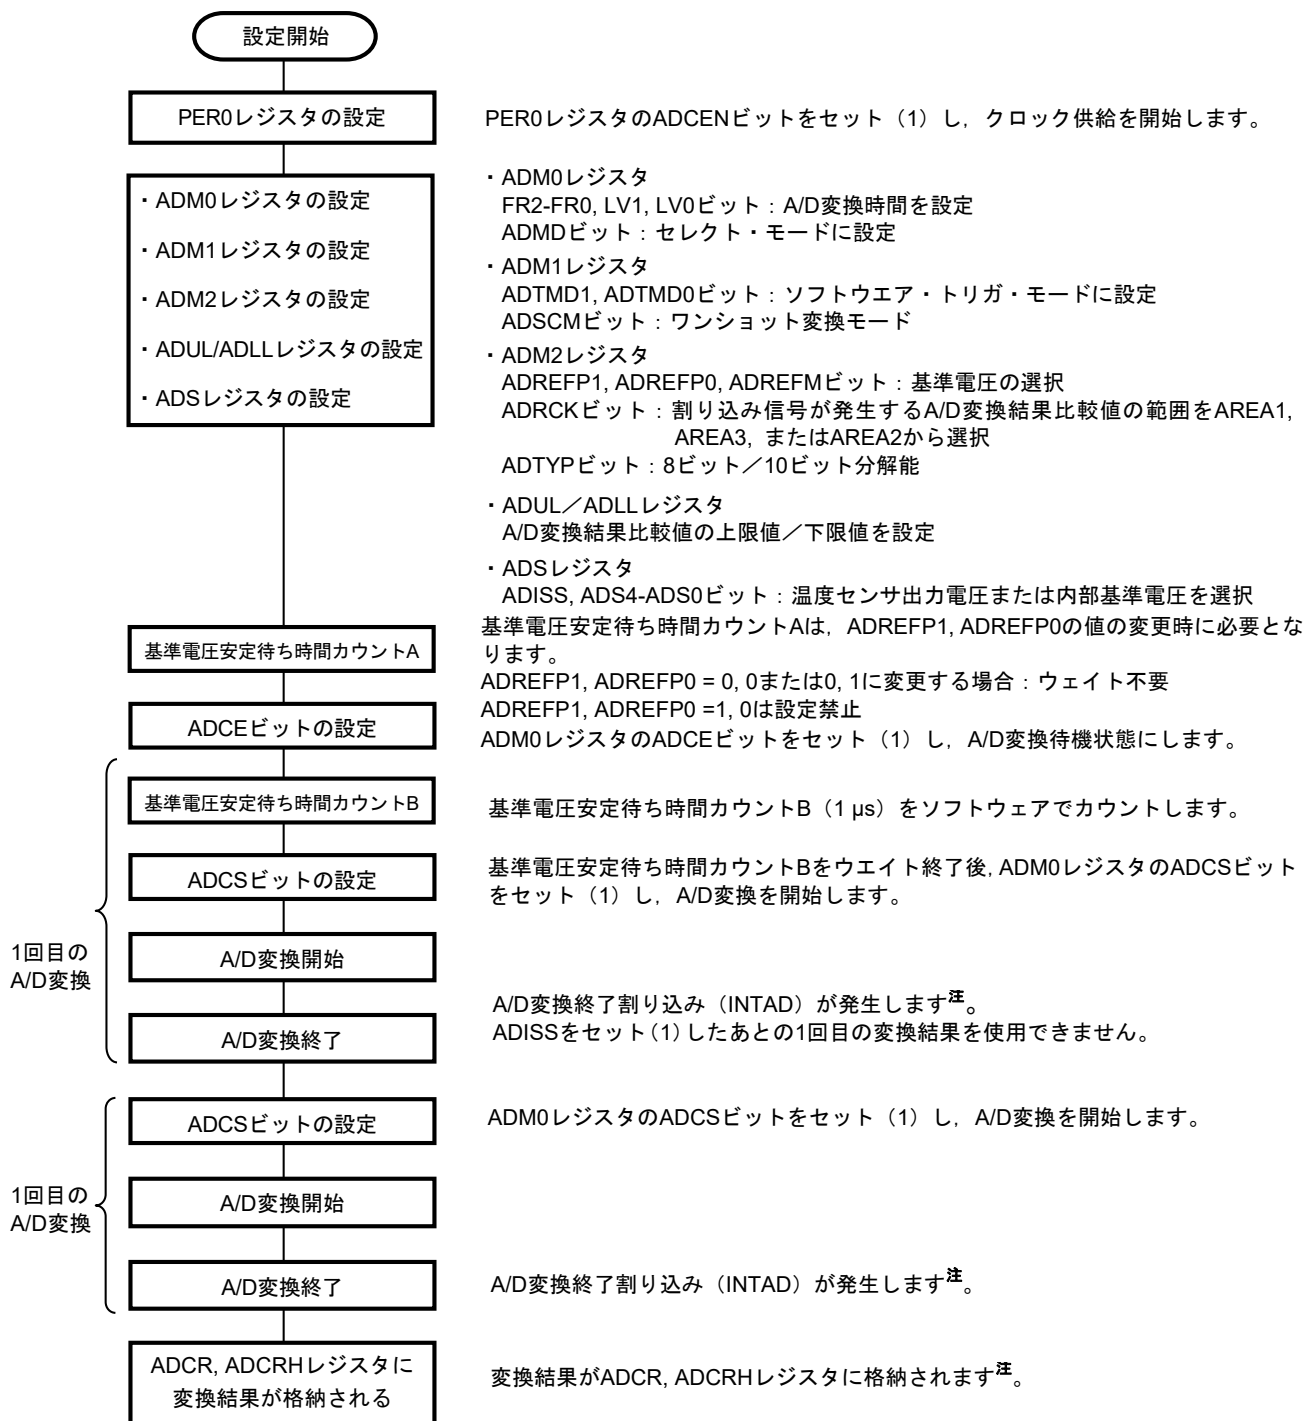 設定開始
PER0レジスタの設定
PER0レジスタのADCENビットをセット（1）し，クロック供給を開始します。
・ADM0レジスタの設定
・ADM1レジスタの設定
・ADM2レジスタの設定
・ADUL/ADLLレジスタの設定
・ADSレジスタの設定
・ADM0レジスタ
FR2-FR0, LV1, LV0ビット：A/D変換時間を設定
ADMDビット：セレクト・モードに設定
・ADM1レジスタ
ADTMD1, ADTMD0ビット：ソフトウエア・トリガ・モードに設定
ADSCMビット：ワンショット変換モード
・ADM2レジスタ
ADREFP1, ADREFP0, ADREFMビット：基準電圧の選択
ADRCKビット：割り込み信号が発生するA/D変換結果比較値の範囲をAREA1,
AREA3, またはAREA2から選択
ADTYPビット：8ビット／10ビット分解能
・ADUL／ADLLレジスタ
A/D変換結果比較値の上限値／下限値を設定
・ADSレジスタ
ADISS, ADS4-ADS0ビット：温度センサ出力電圧または内部基準電圧を選択
基準電圧安定待ち時間カウントA
基準電圧安定待ち時間カウントAは，ADREFP1, ADREFP0の値の変更時に必要とな
ります。
ADREFP1, ADREFP0 = 0, 0または0, 1に変更する場合：ウェイト不要
ADREFP1, ADREFP0 =1, 0は設定禁止
ADCEビットの設定
ADM0レジスタのADCEビットをセット（1）し，A/D変換待機状態にします。
基準電圧安定待ち時間カウントB
基準電圧安定待ち時間カウントB（1 μs）をソフトウェアでカウントします。
ADCSビットの設定
基準電圧安定待ち時間カウントBをウエイト終了後, ADM0レジスタのADCSビット
をセット（1）し，A/D変換を開始します。
1回目の
A/D変換
A/D変換開始
A/D変換終了
A/D変換終了割り込み（INTAD）が発生します注。
ADISSをセット（1）したあとの1回目の変換結果を使用できません。
ADCSビットの設定
ADM0レジスタのADCSビットをセット（1）し，A/D変換を開始します。
1回目の
A/D変換
A/D変換開始
A/D変換終了
A/D変換終了割り込み（INTAD）が発生します注。
ADCR, ADCRHレジスタに
変換結果が格納される
変換結果がADCR, ADCRHレジスタに格納されます注。